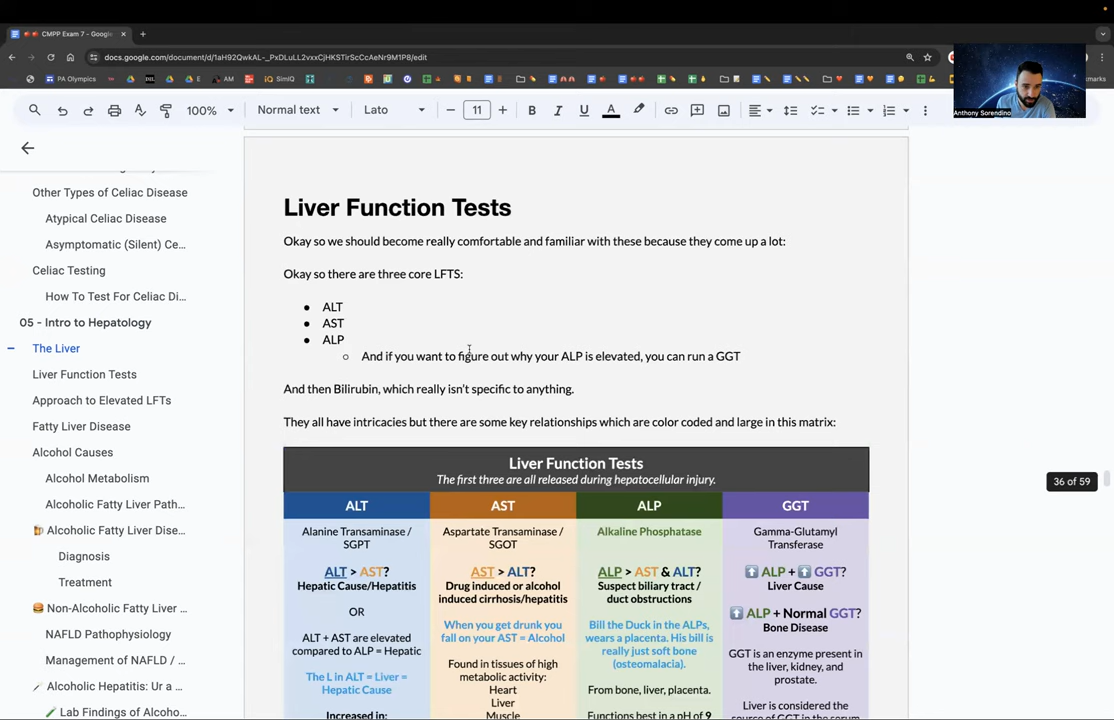 CMPP Exam 7 - Google
docs.google.com/document/d/1aH92QwkAL-_PxDLuLL2vxxCjHKSTirScCcAeNr9M1P8/edit
PA Olympics
E
AM
SimIQ
Anthony Sorendino
100%
Normal text
Lato
11
Other Types of Celiac Disease
Atypical Celiac Disease
Asymptomatic (Silent) Ce...
Celiac Testing
How To Test For Celiac Di...
05 - Intro to Hepatology
The Liver
Liver Function Tests
Approach to Elevated LFTs
Fatty Liver Disease
Alcohol Causes
Alcohol Metabolism
Alcoholic Fatty Liver Path...
Alcoholic Fatty Liver Dise...
Diagnosis
Treatment
Non-Alcoholic Fatty Liver ...
NAFLD Pathophysiology
Management of NAFLD / ...
Alcoholic Hepatitis: Ur a ...
Lab Findings of Alcoho...
Liver Function Tests
Okay so we should become really comfortable and familiar with these because they come up a lot:
Okay so there are three core LFTS:
● ALT
● AST
● ALP
○ And if you want to figure out why your ALP is elevated, you can run a GGT
And then Bilirubin, which really isn't specific to anything.
They all have intricacies but there are some key relationships which are color coded and large in this matrix:
36 of 59
Liver Function Tests
The first three are all released during hepatocellular injury.
ALT
Alanine Transaminase /
SGPT
ALT > AST?
Hepatic Cause/Hepatitis
OR
ALT + AST are elevated
compared to ALP = Hepatic
The L in ALT = Liver =
Hepatic Cause
Increased in:
AST
Aspartate Transaminase /
SGOT
AST > ALT?
Drug induced or alcohol
induced cirrhosis/hepatitis
When you get drunk you
fall on your AST = Alcohol
Found in tissues of high
metabolic activity:
Heart
Liver
Muscle
ALP
Alkaline Phosphatase
ALP > AST & ALT?
Suspect biliary tract /
duct obstructions
Bill the Duck in the ALPs,
wears a placenta. His bill is
really just soft bone
(osteomalacia).
From bone, liver, placenta.
Functions best in a pH of 9
GGT
Gamma-Glutamyl
Transferase
⬆️ ALP + ⬆️ GGT?
Liver Cause
⬆️ ALP + Normal GGT?
Bone Disease
GGT is an enzyme present in
the liver, kidney, and
prostate.
Liver is considered the
source of GGT in the serum